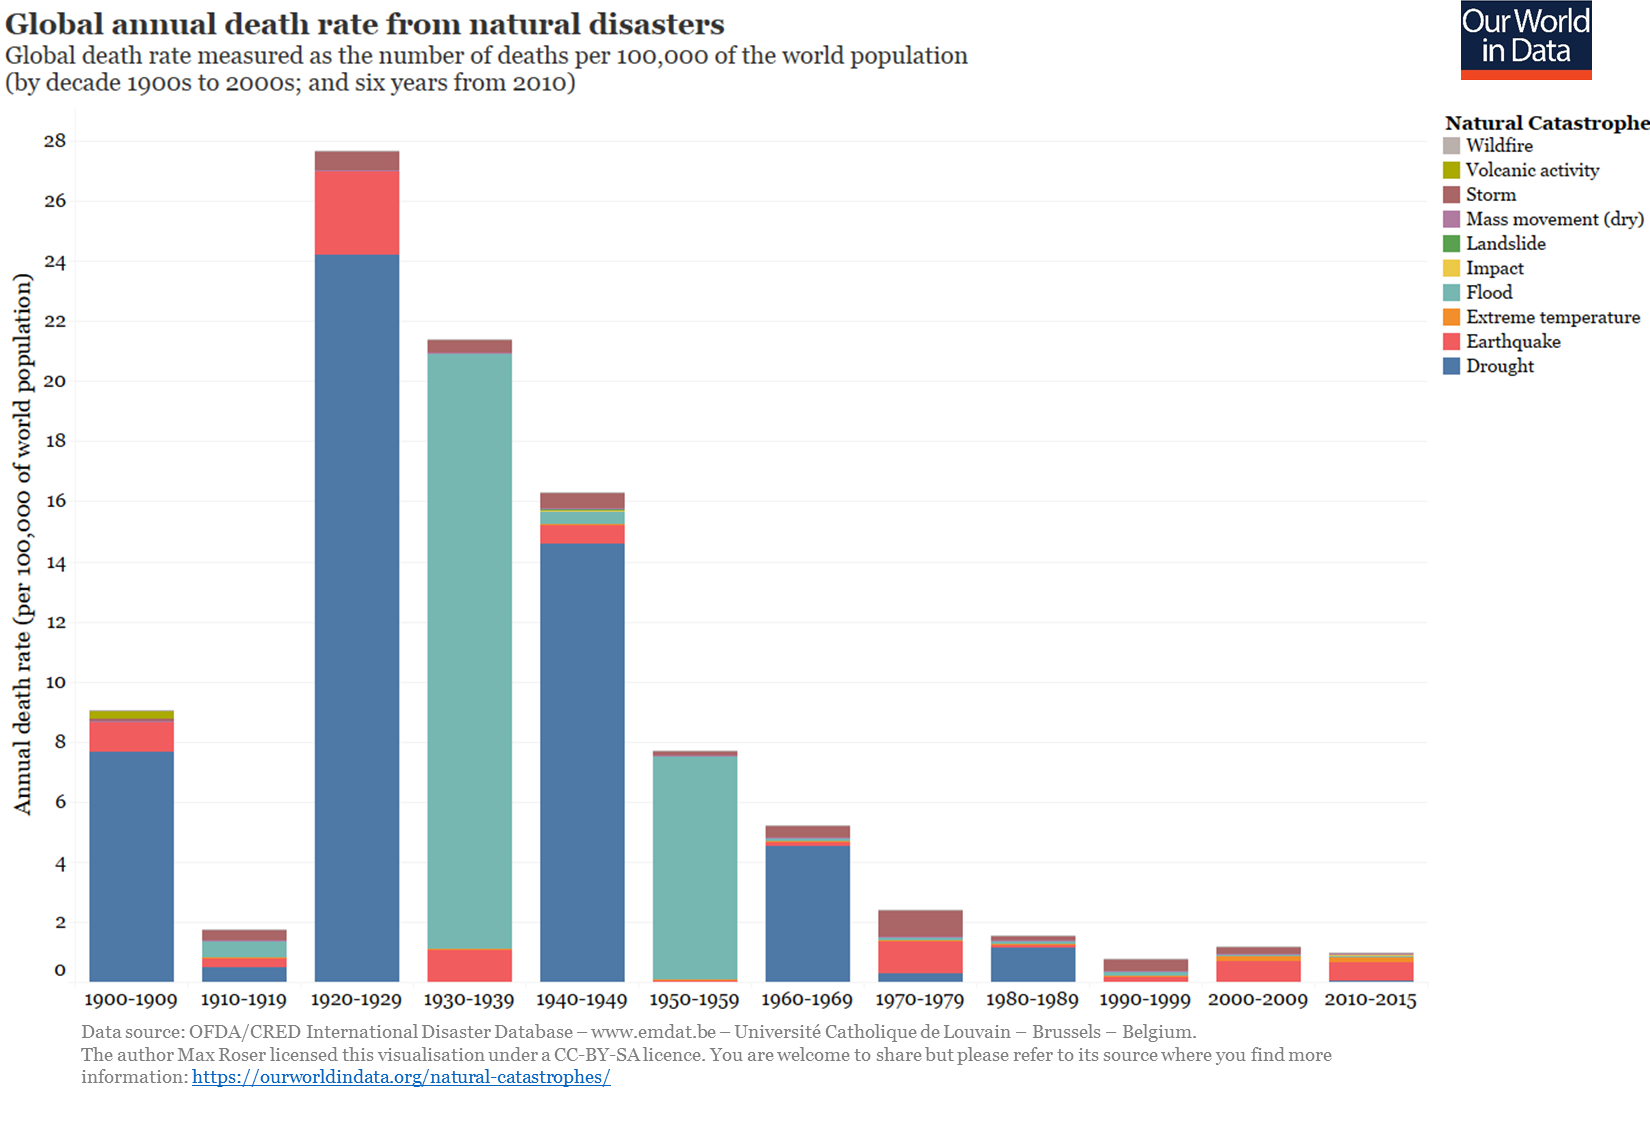 Global annual death rate from natural disasters
Global death rate measured as the number of deaths per 100,000 of the world population
(by decade 1900s to 2000s; and six years from 2010)
Our World
in Data
Natural Catastrophe
Wildfire
Volcanic activity
Storm
Mass movement (dry)
Landslide
Impact
Flood
Extreme temperature
Earthquake
Drought
Annual death rate (per 100,000 of world population)
28
26
24
22
20
18
16
14
12
10
8
6
4
2
0
1900-1909 1910-1919 1920-1929 1930-1939 1940-1949 1950-1959 1960-1969 1970-1979 1980-1989 1990-1999 2000-2009 2010-2015
Data source: OFDA/CRED International Disaster Database – www.emdat.be – Université Catholique de Louvain – Brussels – Belgium.
The author Max Roser licensed this visualisation under a CC-BY-SA licence. You are welcome to share but please refer to its source where you find more
information: https://ourworldindata.org/natural-catastrophes/